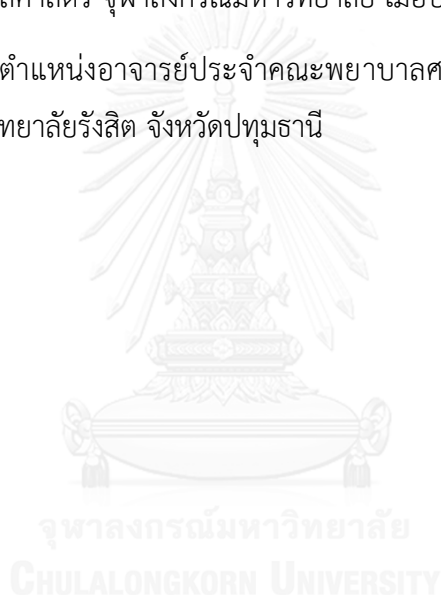 จุฬาลงกรณ์มหาวิทยาลัย
ตำแหน่งอาจารย์ประจำคณะพยาบาลศ
ทยาลัยรังสิต จังหวัดปทุมธานี
จุฬาลงกรณ์มหาวิทยาลัย
CHULALONGKORN UNIVERSITY